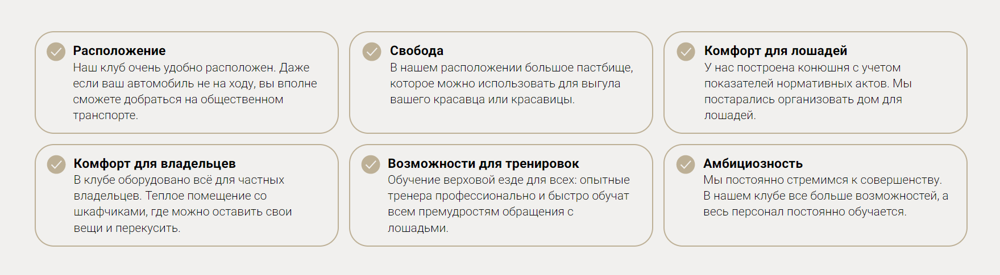 Расположение
Наш клуб очень удобно расположен. Даже
если ваш автомобиль не на ходу, вы вполне
сможете добраться на общественном
транспорте.
Свобода
В нашем расположении большое пастбище,
которое можно использовать для выгула
вашего красавца или красавицы.
Комфорт для лошадей
У нас построена конюшня с учетом
показателей нормативных актов. Мы
постарались организовать дом для
лошадей.
Комфорт для владельцев
В клубе оборудовано всё для частных
владельцев. Теплое помещение со
шкафчиками, где можно оставить свои
вещи и перекусить.
Возможности для тренировок
Обучение верховой езде для всех: опытные
тренера профессионально и быстро обучат
всем премудростям обращения с
лошадьми.
Амбициозность
Мы постоянно стремимся к совершенству.
В нашем клубе все больше возможностей, а
весь персонал постоянно обучается.